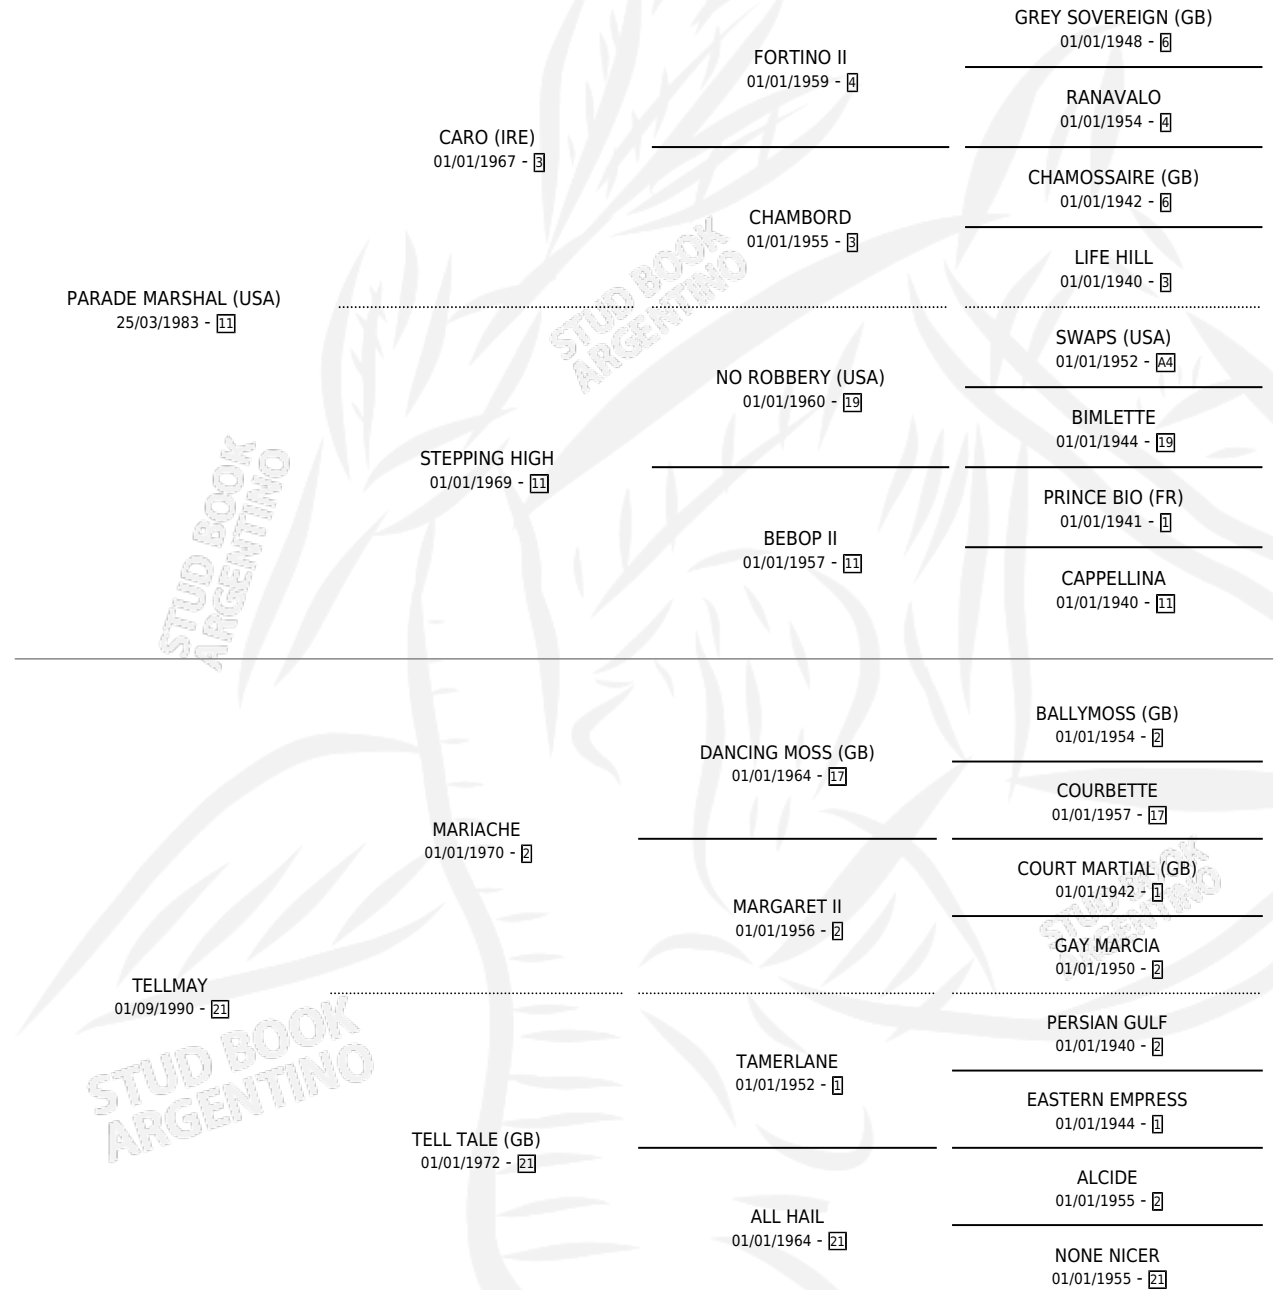 GREY SOVEREIGN (GB)
01/01/1948 - 6
FORTINO II
01/01/1959 - 4
RANAVALO
01/01/1954 - 4
CARO (IRE)
01/01/1967 - 3
CHAMOSSAIRE (GB)
01/01/1942 - 6
CHAMBORD
01/01/1955 - 3
LIFE HILL
01/01/1940 - 3
PARADE MARSHAL (USA)
25/03/1983 - 11
STUD BOOK
ARGENTINO
SWAPS (USA)
01/01/1952 - A4
NO ROBBERY (USA)
01/01/1960 - 19
BIMLETTE
01/01/1944 - 19
STEPPING HIGH
01/01/1969 - 11
PRINCE BIO (FR)
01/01/1941 - 1
BEBOP II
01/01/1957 - 11
CAPPELLINA
01/01/1940 - 11
STUD BOOK
ARGENTINO
BALLYMOSS (GB)
01/01/1954 - 2
DANCING MOSS (GB)
01/01/1964 - 17
COURBETTE
01/01/1957 - 17
MARIACHE
01/01/1970 - 2
COURT MARTIAL (GB)
01/01/1942 - 1
MARGARET II
01/01/1956 - 2
STUD BOOK
ARGENTINO
GAY MARCIA
01/01/1950 - 2
TELLMAY
01/09/1990 - 21
STUD BOOK
ARGENTINO
PERSIAN GULF
01/01/1940 - 2
TAMERLANE
01/01/1952 - 1
EASTERN EMPRESS
01/01/1944 - 1
TELL TALE (GB)
01/01/1972 - 21
ALCIDE
01/01/1955 - 2
ALL HAIL
01/01/1964 - 21
NONE NICER
01/01/1955 - 21